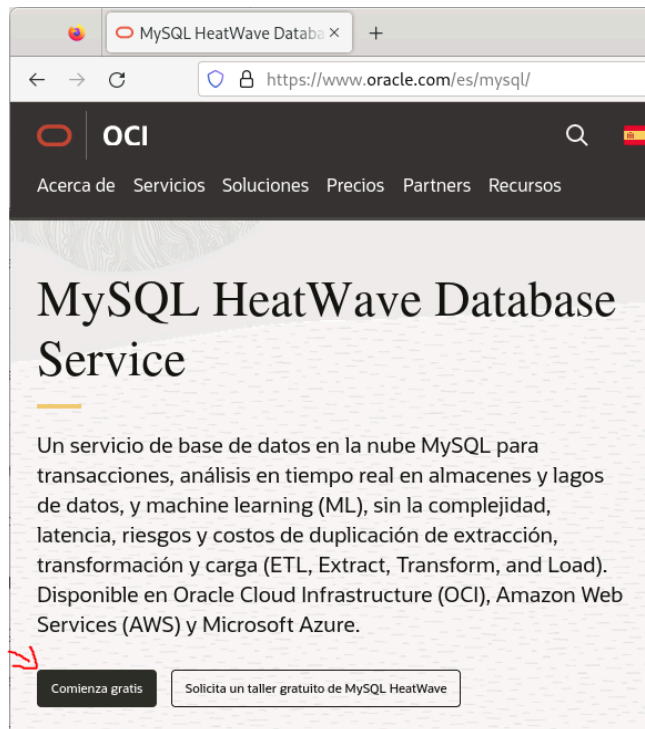 MySQL HeatWave Databa
https://www.oracle.com/es/mysql/
OCI
Acerca de Servicios Soluciones Precios Partners Recursos
MySQL HeatWave Database
Service
Un servicio de base de datos en la nube MySQL para
transacciones, análisis en tiempo real en almacenes y lagos
de datos, y machine learning (ML), sin la complejidad,
latencia, riesgos y costos de duplicación de extracción,
transformación y carga (ETL, Extract, Transform, and Load).
Disponible en Oracle Cloud Infrastructure (OCI), Amazon Web
Services (AWS) y Microsoft Azure.
Comienza gratis Solicita un taller gratuito de MySQL HeatWave